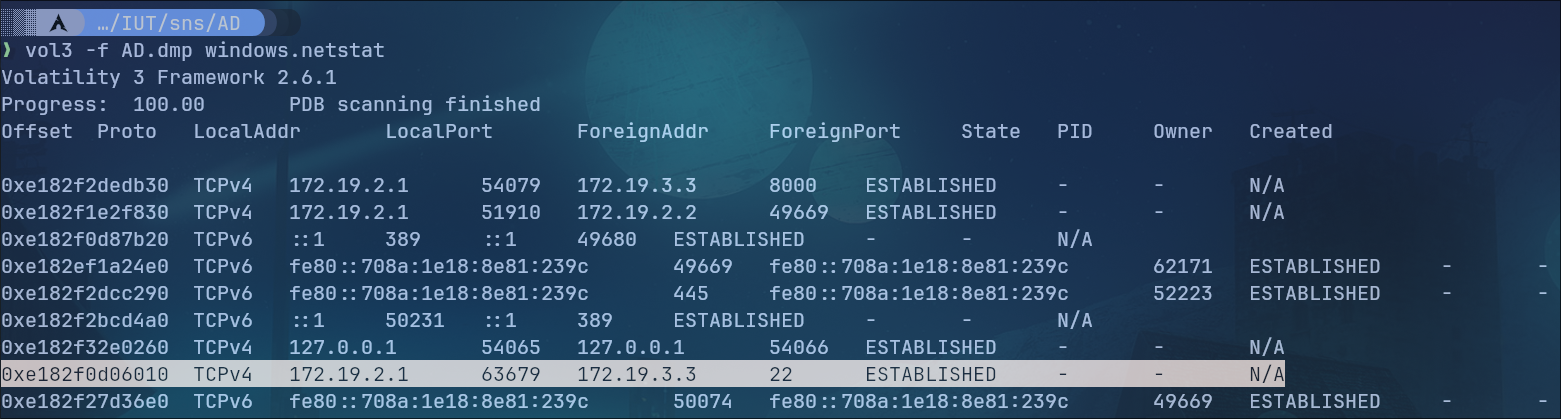 …/IUT/sns/AD
❯ vol3 -f AD.dmp windows.netstat
Volatility 3 Framework 2.6.1
Progress:  100.00       PDB scanning finished
Offset  Proto   LocalAddr       LocalPort       ForeignAddr     ForeignPort     State   PID     Owner   Created
0xe182f2dedb30  TCPv4   172.19.2.1      54079   172.19.3.3      8000    ESTABLISHED     -       -       N/A
0xe182f1e2f830  TCPv4   172.19.2.1      51910   172.19.2.2      49669   ESTABLISHED     -       -       N/A
0xe182f0d87b20  TCPv6   ::1     389     ::1     49680   ESTABLISHED     -       -       N/A
0xe182ef1a24e0  TCPv6   fe80::708a:1e18:8e81:239c       49669   fe80::708a:1e18:8e81:239c       62171   ESTABLISHED     -       -
0xe182f2dcc290  TCPv6   fe80::708a:1e18:8e81:239c       445     fe80::708a:1e18:8e81:239c       52223   ESTABLISHED     -       -
0xe182f2bcd4a0  TCPv6   ::1     50231   ::1     389     ESTABLISHED     -       -       N/A
0xe182f32e0260  TCPv4   127.0.0.1       54065   127.0.0.1       54066   ESTABLISHED     -       -       N/A
0xe182f0d06010  TCPv4   172.19.2.1      63679   172.19.3.3      22      ESTABLISHED     -       -       N/A
0xe182f27d36e0  TCPv6   fe80::708a:1e18:8e81:239c       50074   fe80::708a:1e18:8e81:239c       49669   ESTABLISHED     -       -